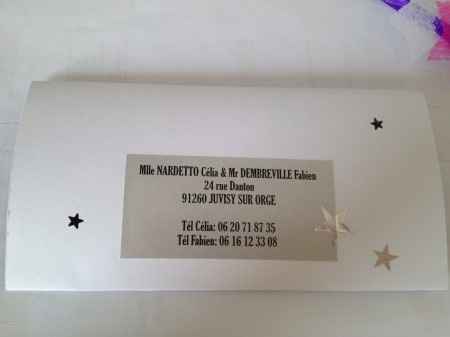 Mlle NARDETTO Célia & Mr DEMBREVILLE Fabien
24 rue Danton
91260 JUVISY SUR ORGE
Tél Célia: 06 20 71 87 35
Tél Fabien: 06 16 12 33 08